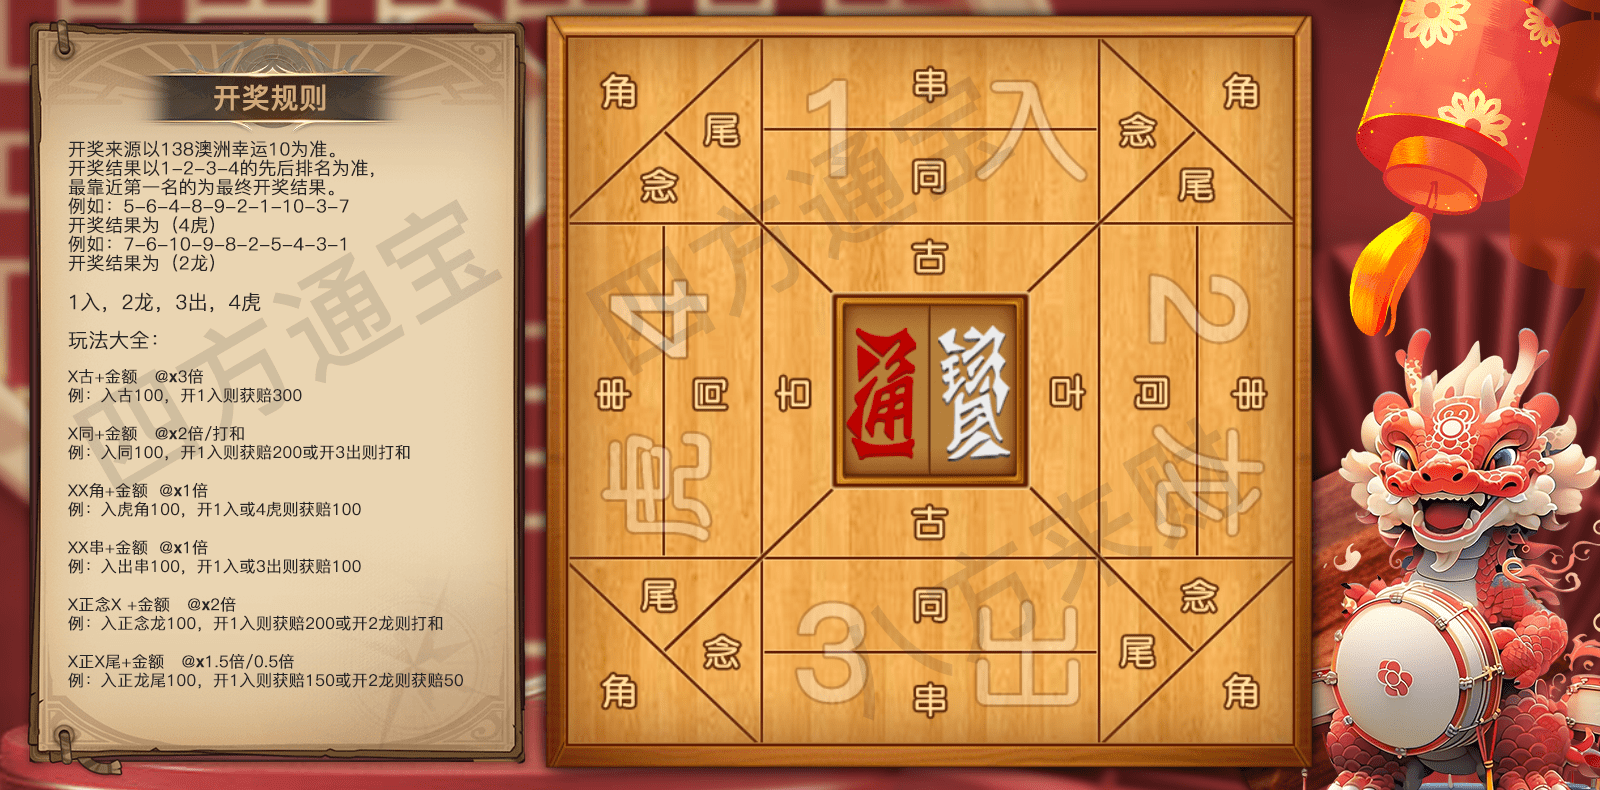 开奖规则
开奖来源以138澳洲幸运10为准。
开奖结果以1-2-3-4的先后排名为准，
最靠近第一名的为最终开奖结果。
例如：5-6-4-8-9-2-1-10-3-7
开奖结果为（4虎）
例如：7-6-10-9-8-2-5-4-3-1
开奖结果为（2龙）
1入，2龙，3出，4虎
玩法大全：
X古+金额 @x3倍
例：入古100，开1入则获赔300
X同+金额 @x2倍/打和
例：入同100，开1入则获赔200或开3出则打和
XX角+金额 @x1倍
例：入虎角100，开1入或4虎则获赔100
XX串+金额 @x1倍
例：入出串100，开1入或3出则获赔100
X正念X +金额 @x2倍
例：入正念龙100，开1入则获赔200或开2龙则打和
X正X尾+金额 @x1.5倍/0.5倍
例：入正龙尾100，开1入则获赔150或开2龙则获赔50
四方通宝
角 串 角
1 入
尾 念
同
念 尾
古
4 2
串 同 古 通 寶 古 同 串
虎 龙
古
尾 同 念
3 出
念 尾
角 串 角
四方通宝
八方来财